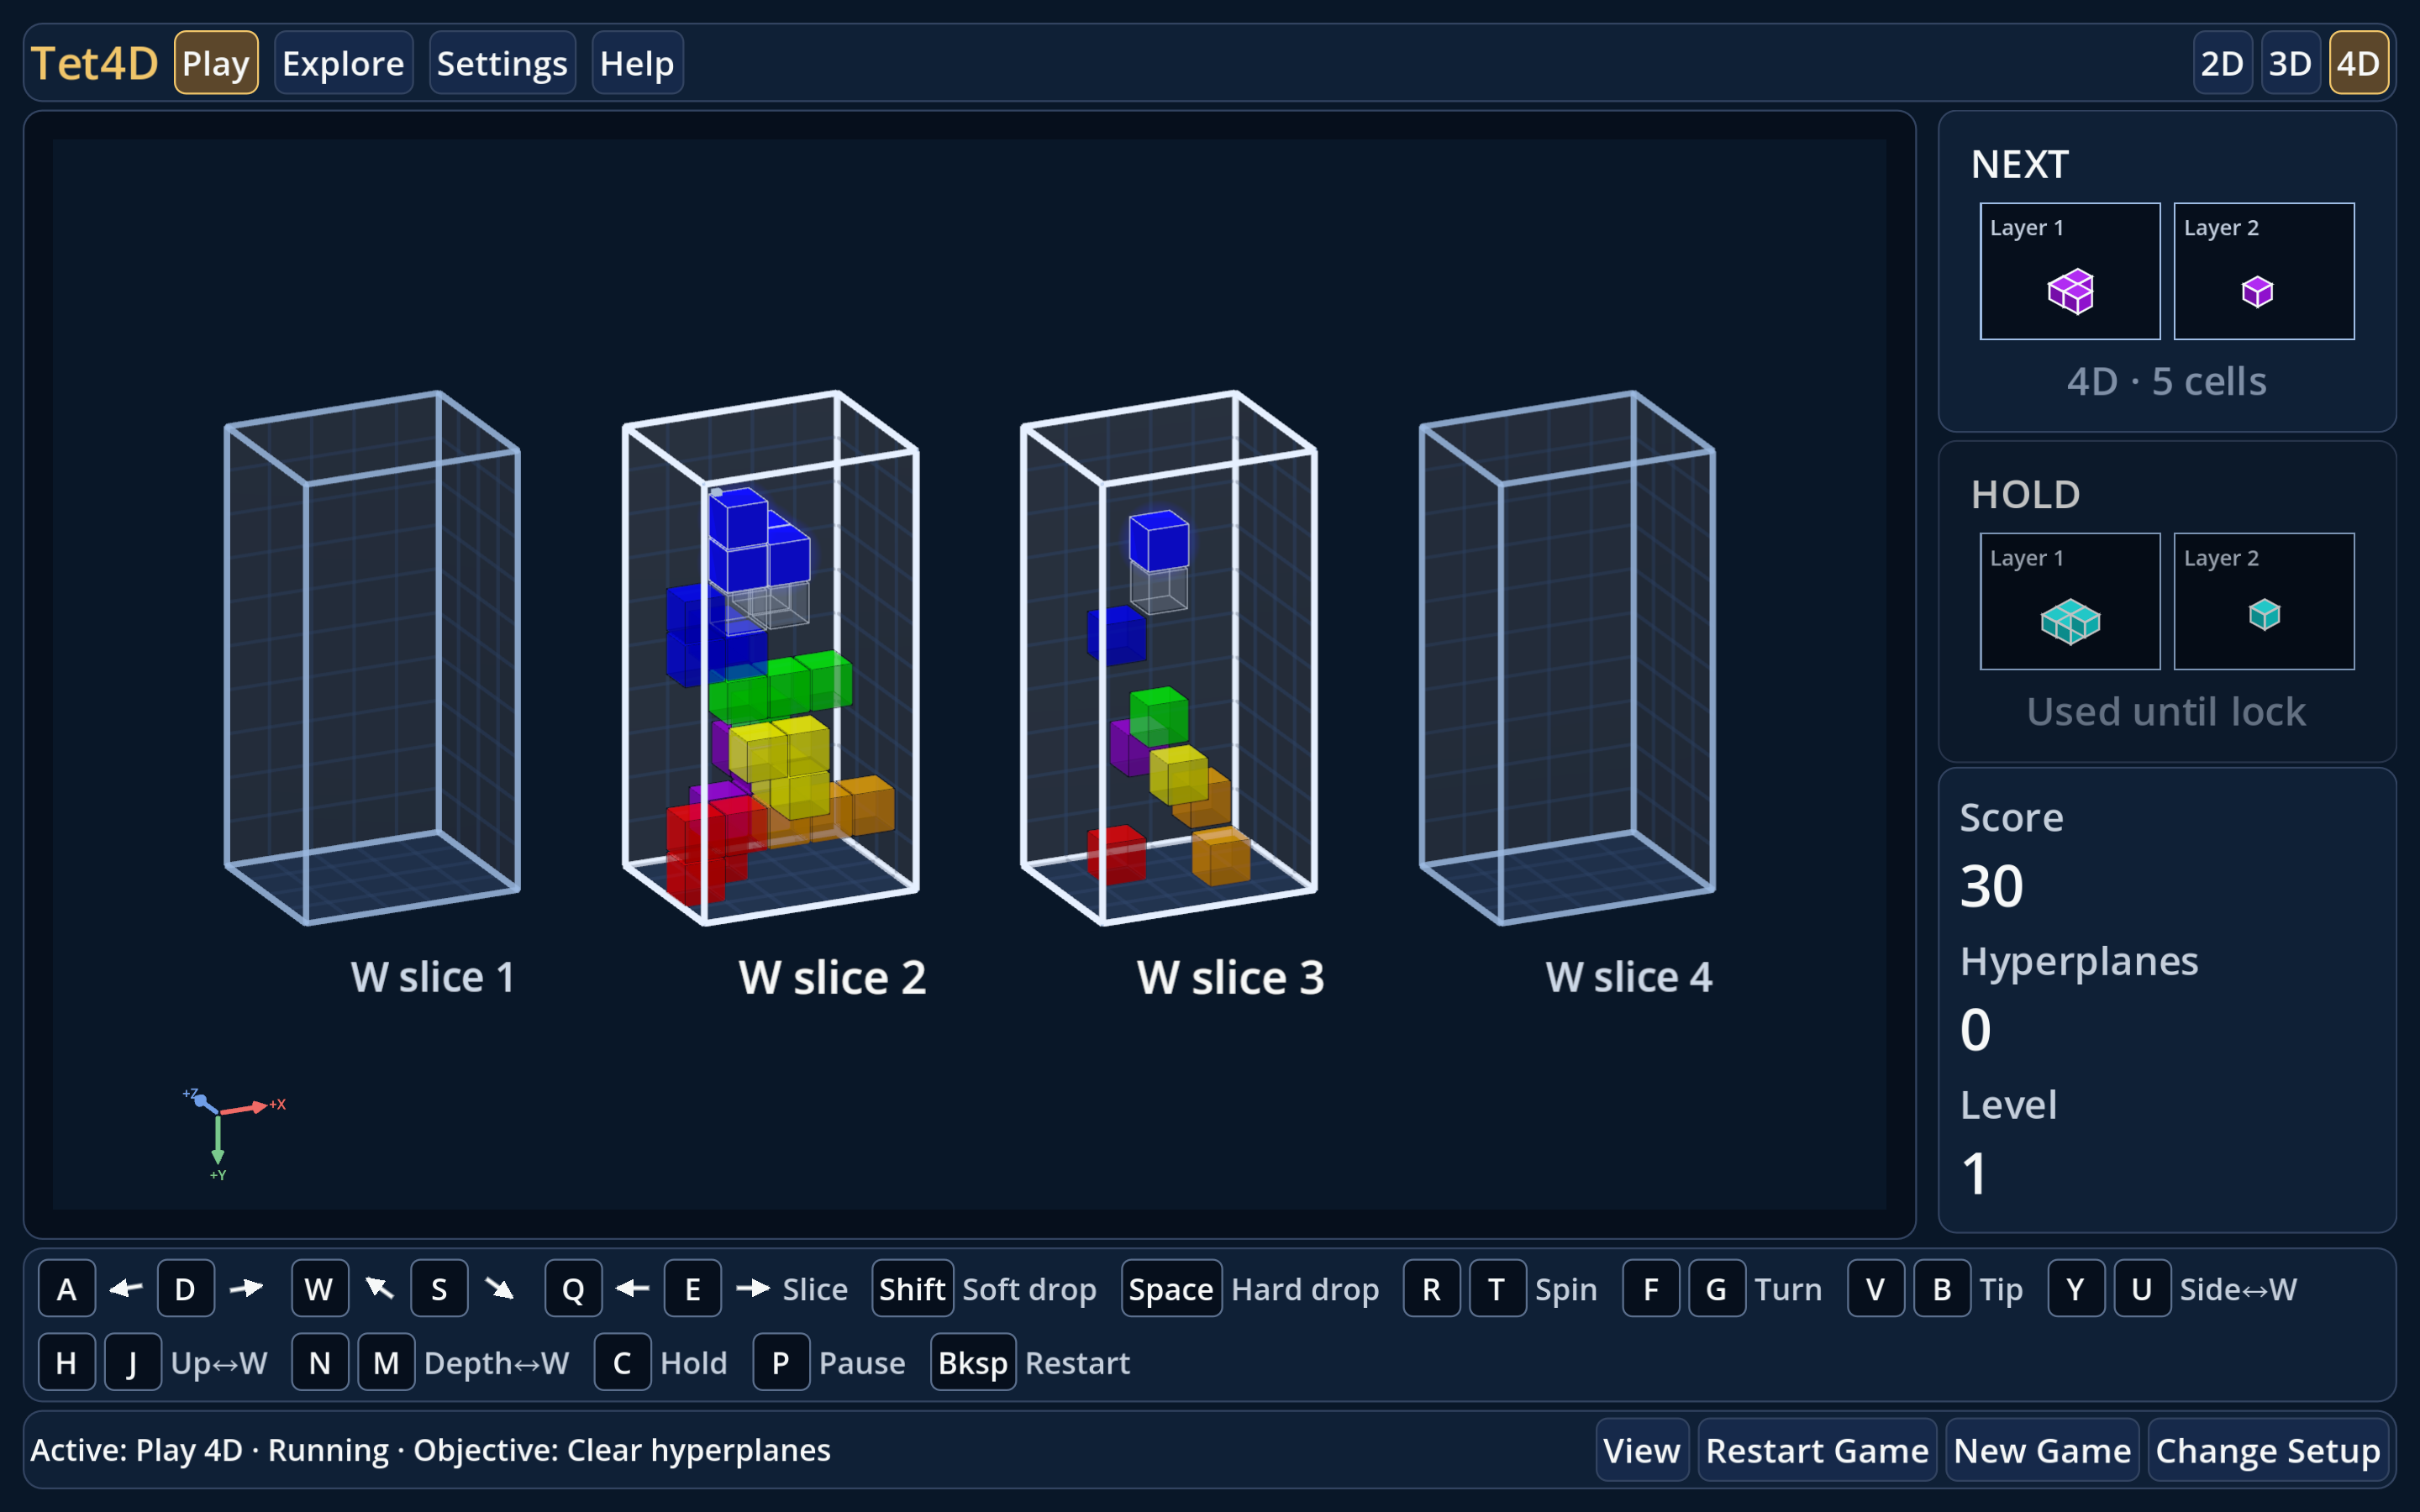 Tet4D Play Explore Settings Help 2D 3D 4D
NEXT
Layer 1 Layer 2
4D · 5 cells
HOLD
Layer 1 Layer 2
Used until lock
Score
30
Hyperplanes
0
Level
1
W slice 1 W slice 2 W slice 3 W slice 4
+Z +X
+Y
A D W S Q E Slice Shift Soft drop Space Hard drop R T Spin F G Turn V B Tip Y U Side↔W
H J Up↔W N M Depth↔W C Hold P Pause Bksp Restart
Active: Play 4D · Running · Objective: Clear hyperplanes View Restart Game New Game Change Setup